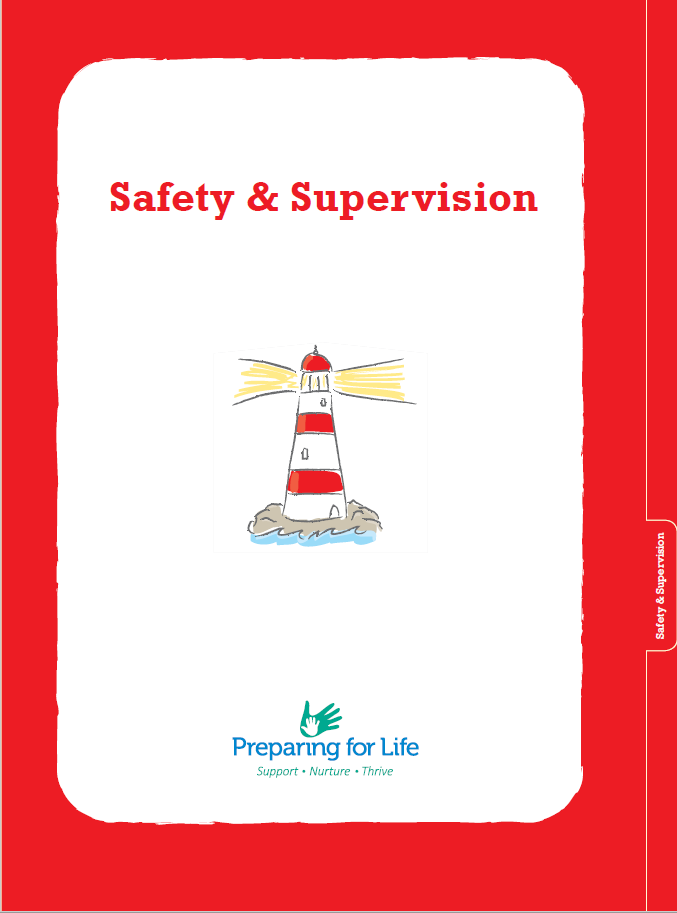 Safety & Supervision
Safety & Supervision
Preparing for Life
Support • Nurture • Thrive